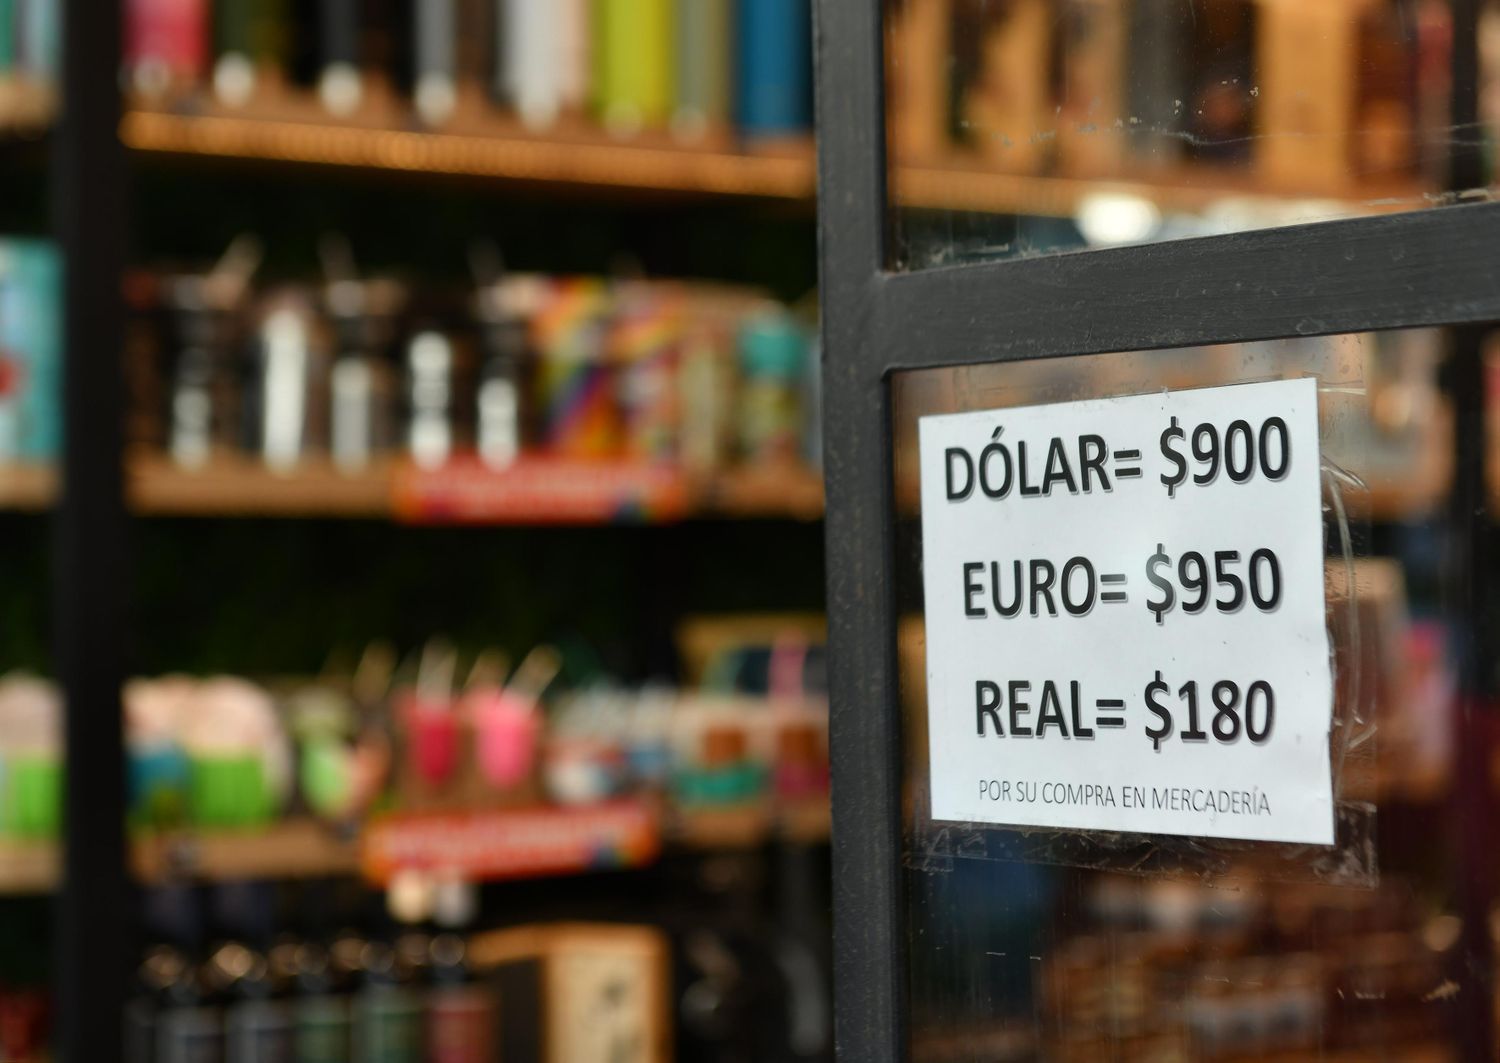 DÓLAR= $900
EURO= $950
REAL= $180
POR SU COMPRA EN MERCADERÍA